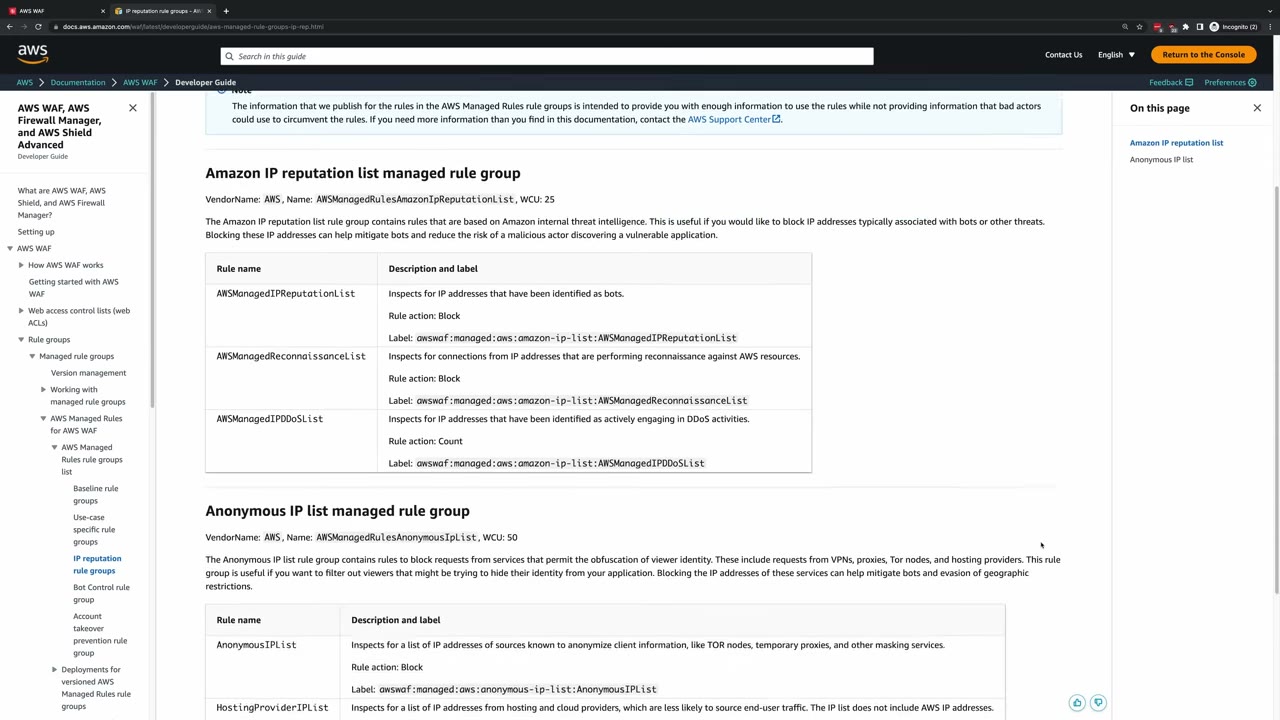 AWS WAF
IP reputation rule groups - AW
docs.aws.amazon.com/waf/latest/developerguide/aws-managed-rule-groups-ip-rep.html
Incognito (2)
aws
Search in this guide
Contact Us
English
Return to the Console
AWS
Documentation
AWS WAF
Developer Guide
Feedback
Preferences
AWS WAF, AWS
Firewall Manager,
and AWS Shield
Advanced
Developer Guide
What are AWS WAF, AWS
Shield, and AWS Firewall
Manager?
Setting up
AWS WAF
How AWS WAF works
Getting started with AWS
WAF
Web access control lists (web
ACLs)
Rule groups
Managed rule groups
Version management
Working with
managed rule groups
AWS Managed Rules
for AWS WAF
AWS Managed
Rules rule groups
list
Baseline rule
groups
Use-case
specific rule
groups
IP reputation
rule groups
Bot Control rule
group
Account
takeover
prevention rule
group
Deployments for
versioned AWS
Managed Rules rule
groups
Note
The information that we publish for the rules in the AWS Managed Rules rule groups is intended to provide you with enough information to use the rules while not providing information that bad actors
could use to circumvent the rules. If you need more information than you find in this documentation, contact the AWS Support Center.
Amazon IP reputation list managed rule group
VendorName: AWS, Name: AWSManagedRulesAmazonIpReputationList, WCU: 25
The Amazon IP reputation list rule group contains rules that are based on Amazon internal threat intelligence. This is useful if you would like to block IP addresses typically associated with bots or other threats.
Blocking these IP addresses can help mitigate bots and reduce the risk of a malicious actor discovering a vulnerable application.
Rule name
Description and label
AWSManagedIPReputationList
Inspects for IP addresses that have been identified as bots.
Rule action: Block
Label: awswaf:managed:aws:amazon-ip-list:AWSManagedIPReputationList
AWSManagedReconnaissanceList
Inspects for connections from IP addresses that are performing reconnaissance against AWS resources.
Rule action: Block
Label: awswaf:managed:aws:amazon-ip-list:AWSManagedReconnaissanceList
AWSManagedIPDDoSList
Inspects for IP addresses that have been identified as actively engaging in DDoS activities.
Rule action: Count
Label: awswaf:managed:aws:amazon-ip-list:AWSManagedIPDDoSList
Anonymous IP list managed rule group
VendorName: AWS, Name: AWSManagedRulesAnonymousIpList, WCU: 50
The Anonymous IP list rule group contains rules to block requests from services that permit the obfuscation of viewer identity. These include requests from VPNs, proxies, Tor nodes, and hosting providers. This rule
group is useful if you want to filter out viewers that might be trying to hide their identity from your application. Blocking the IP addresses of these services can help mitigate bots and evasion of geographic
restrictions.
Rule name
Description and label
AnonymousIPList
Inspects for a list of IP addresses of sources known to anonymize client information, like TOR nodes, temporary proxies, and other masking services.
Rule action: Block
Label: awswaf:managed:aws:anonymous-ip-list:AnonymousIPList
HostingProviderIPList
Inspects for a list of IP addresses from hosting and cloud providers, which are less likely to source end-user traffic. The IP list does not include AWS IP addresses.
On this page
Amazon IP reputation list
Anonymous IP list